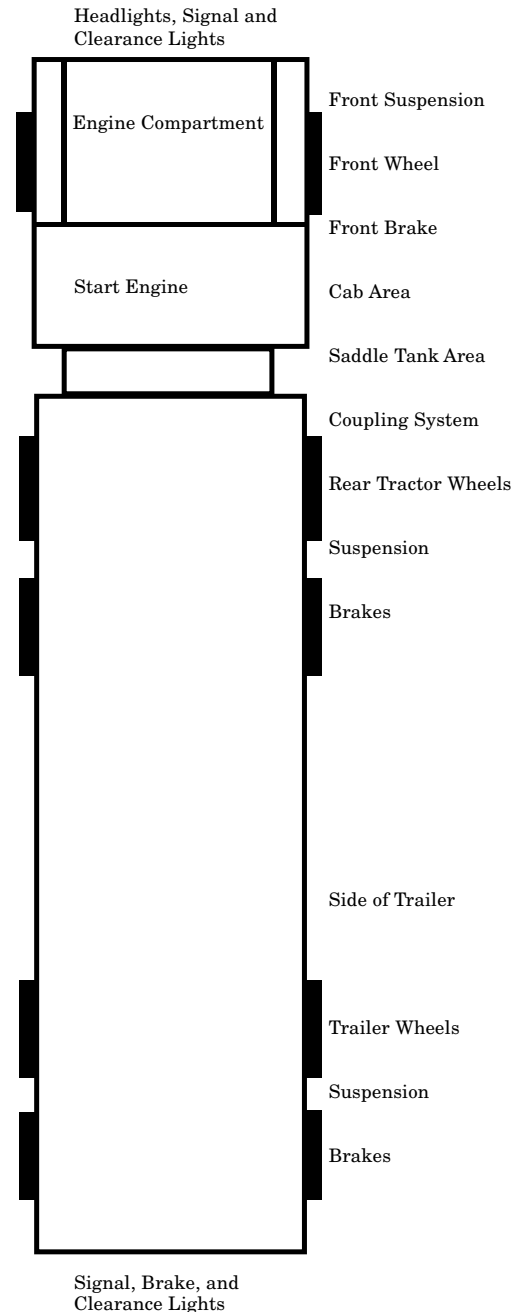 Headlights, Signal and
Clearance Lights
Front Suspension
Engine Compartment
Front Wheel
Front Brake
Start Engine
Cab Area
Saddle Tank Area
Coupling System
Rear Tractor Wheels
Suspension
Brakes
Side of Trailer
Trailer Wheels
Suspension
Brakes
Signal, Brake, and
Clearance Lights